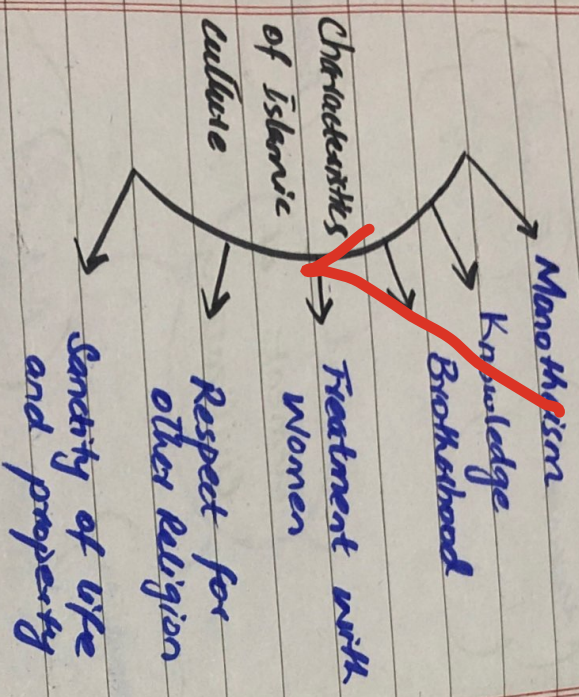 Characteristics
of Islamic
culture
Monotheism
Knowledge
Brotherhood
Treatment with
Women
Respect for
other Religion
Sanctity of life
and property